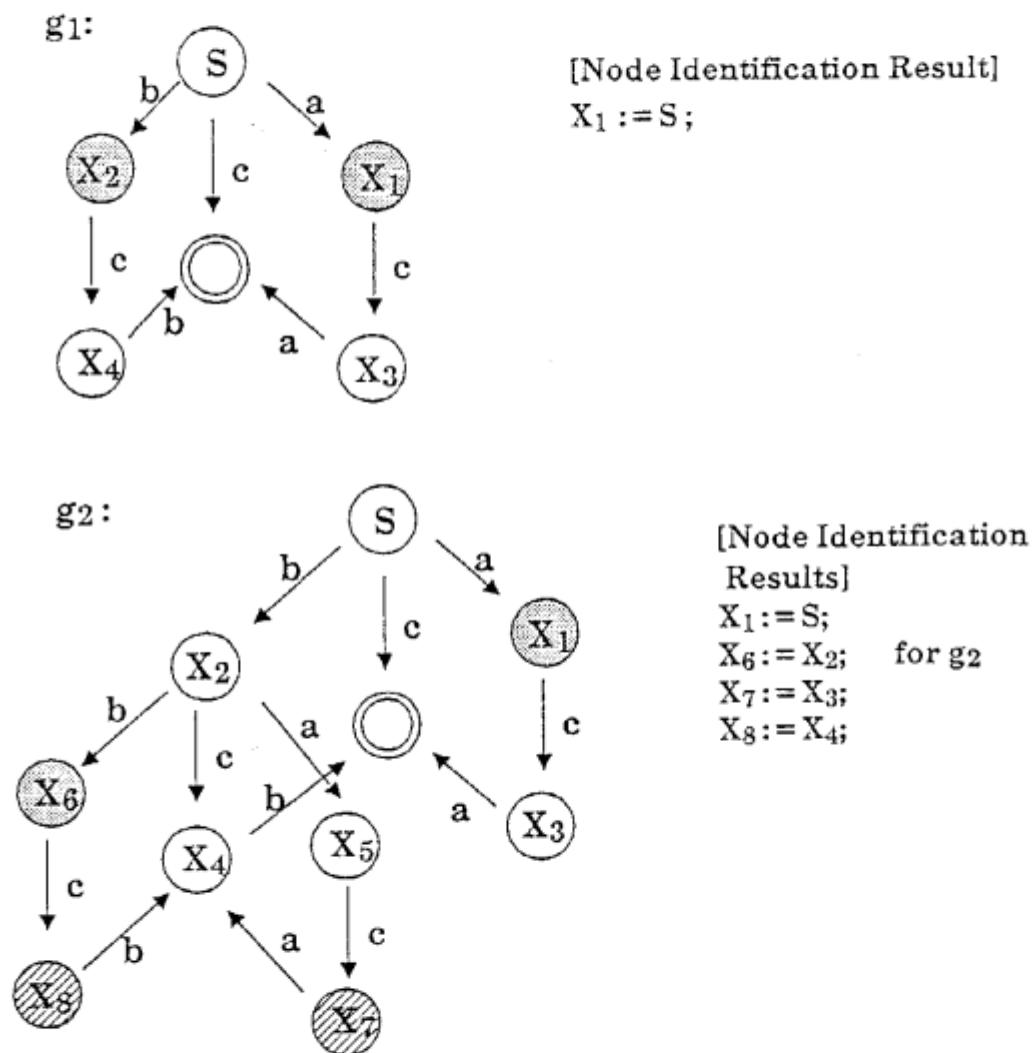 g1:
S
[Node Identification Result]
X1 := S ;
b
a
X2
c
X1
c
c
X4
b
a
X3
g2:
S
[Node Identification
Results]
b
a
X1 := S;
c
X1
X6 := X2; for g2
X2
X7 := X3;
b
c
a
c
X8 := X4;
X6
b
a
X3
X4
X5
c
b
a
c
X8
X7